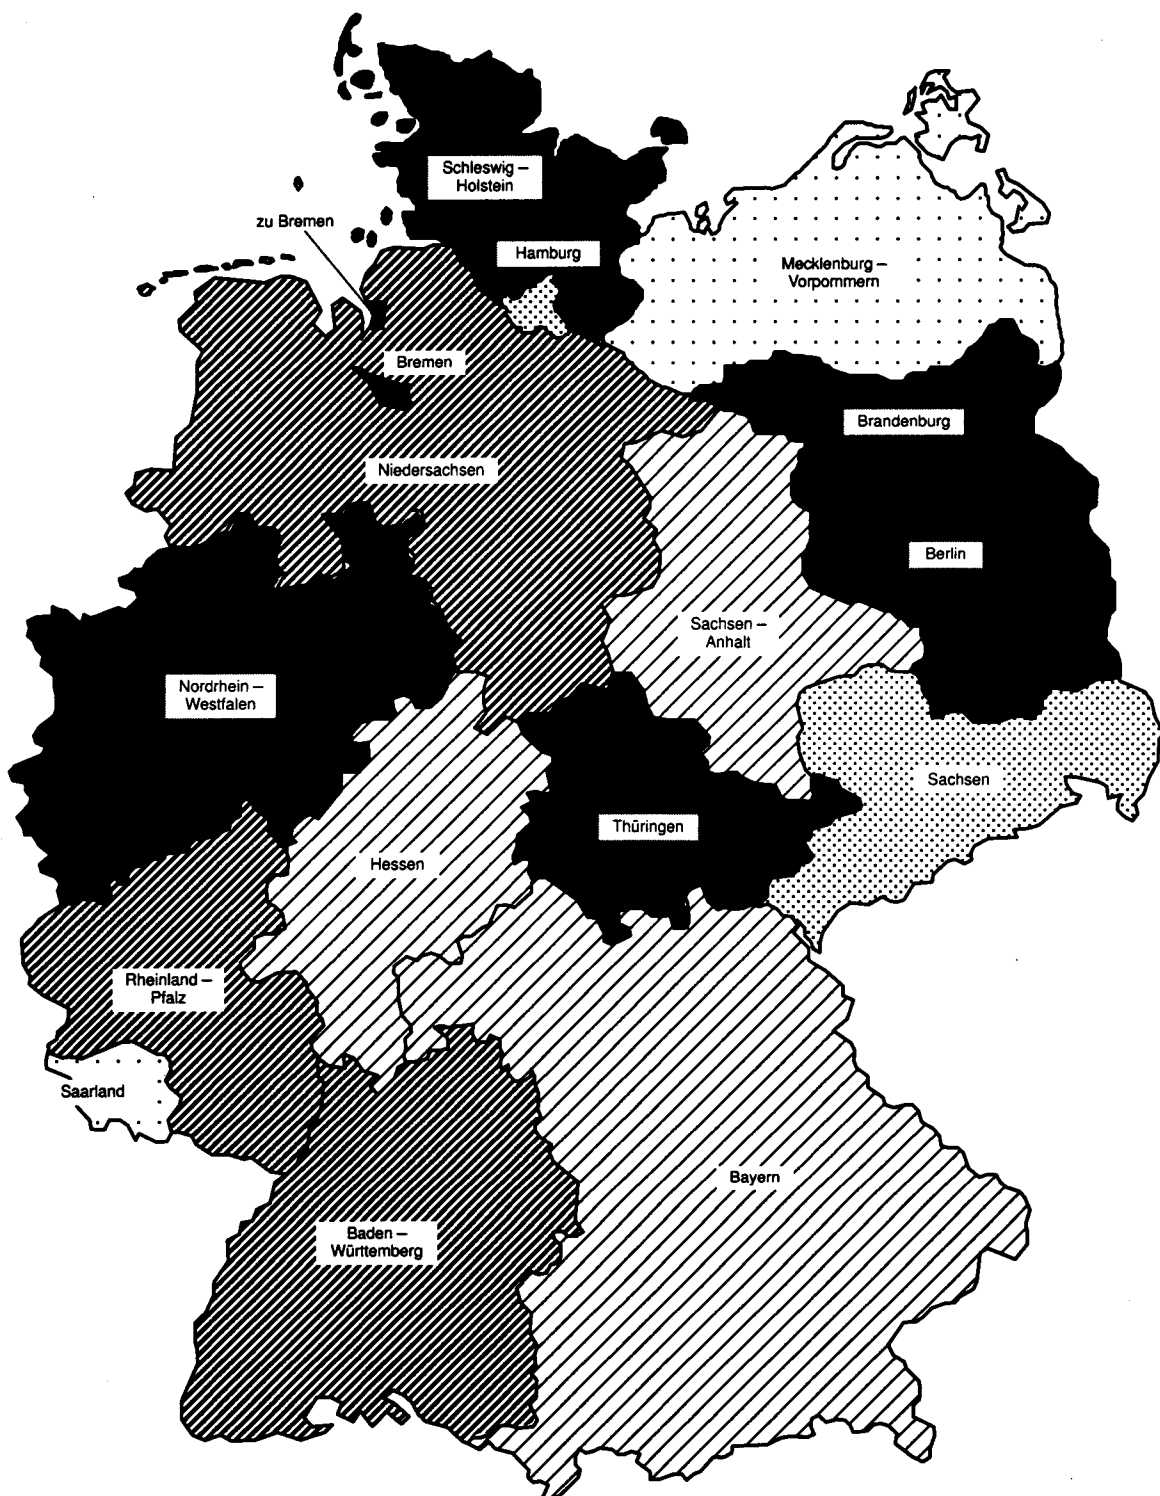 Schleswig –
Holstein
zu Bremen
Hamburg
Mecklenburg –
Vorpommern
Bremen
Brandenburg
Niedersachsen
Berlin
Sachsen –
Anhalt
Nordrhein –
Westfalen
Sachsen
Thüringen
Hessen
Rheinland –
Pfalz
Saarland
Bayern
Baden –
Württemberg